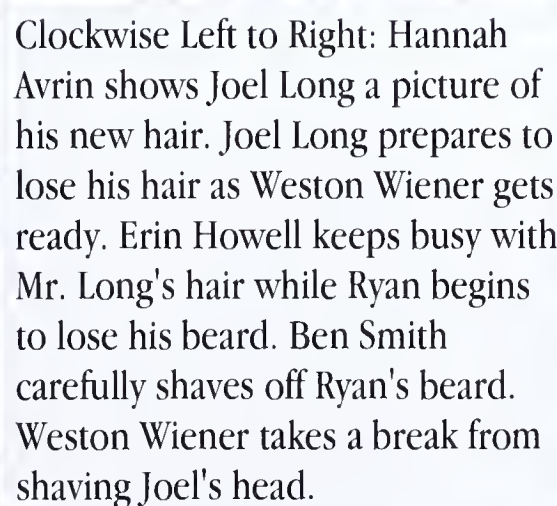 Clockwise Left to Right: Hannah
Avrin shows Joel Long a picture of
his new hair. Joel Long prepares to
lose his hair as Weston Wiener gets
ready. Erin Howell keeps busy with
Mr. Long's hair while Ryan begins
to lose his beard. Ben Smith
carefully shaves off Ryan's beard.
Weston Wiener takes a break from
shaving Joel's head.